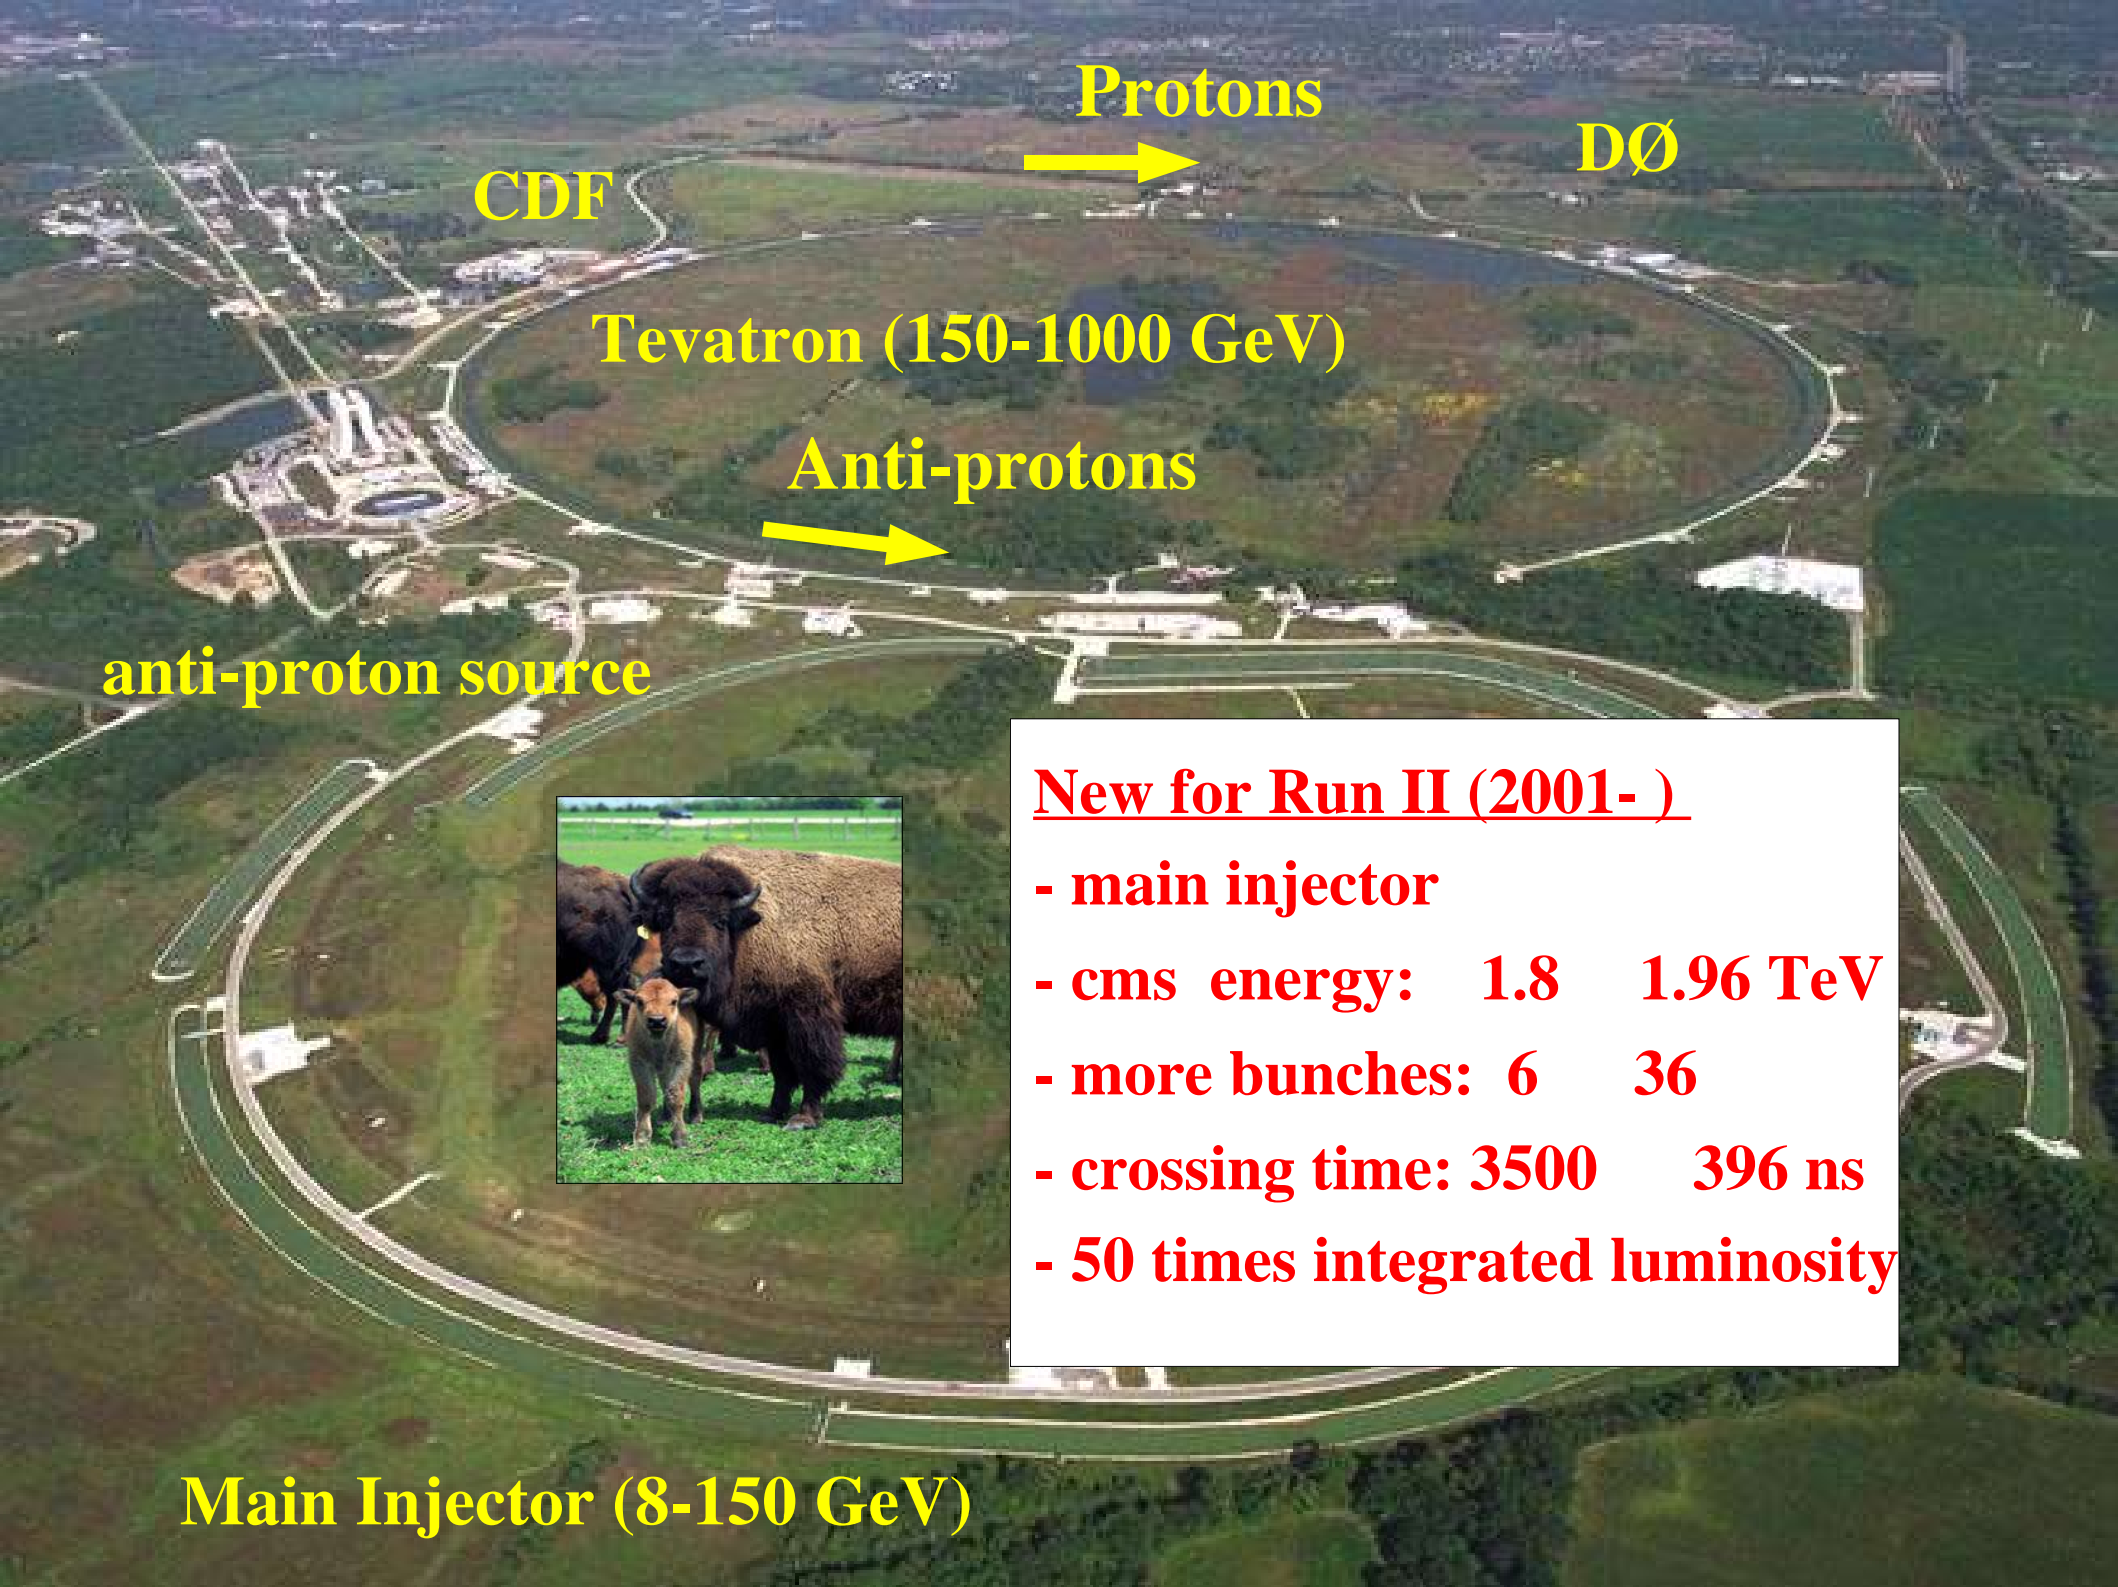 Protons
DØ
CDF
Tevatron (150-1000 GeV)
Anti-protons
anti-proton source
New for Run II (2001- )
- main injector
- cms energy: 1.8 1.96 TeV
- more bunches: 6 36
- crossing time: 3500 396 ns
- 50 times integrated luminosity
Main Injector (8-150 GeV)